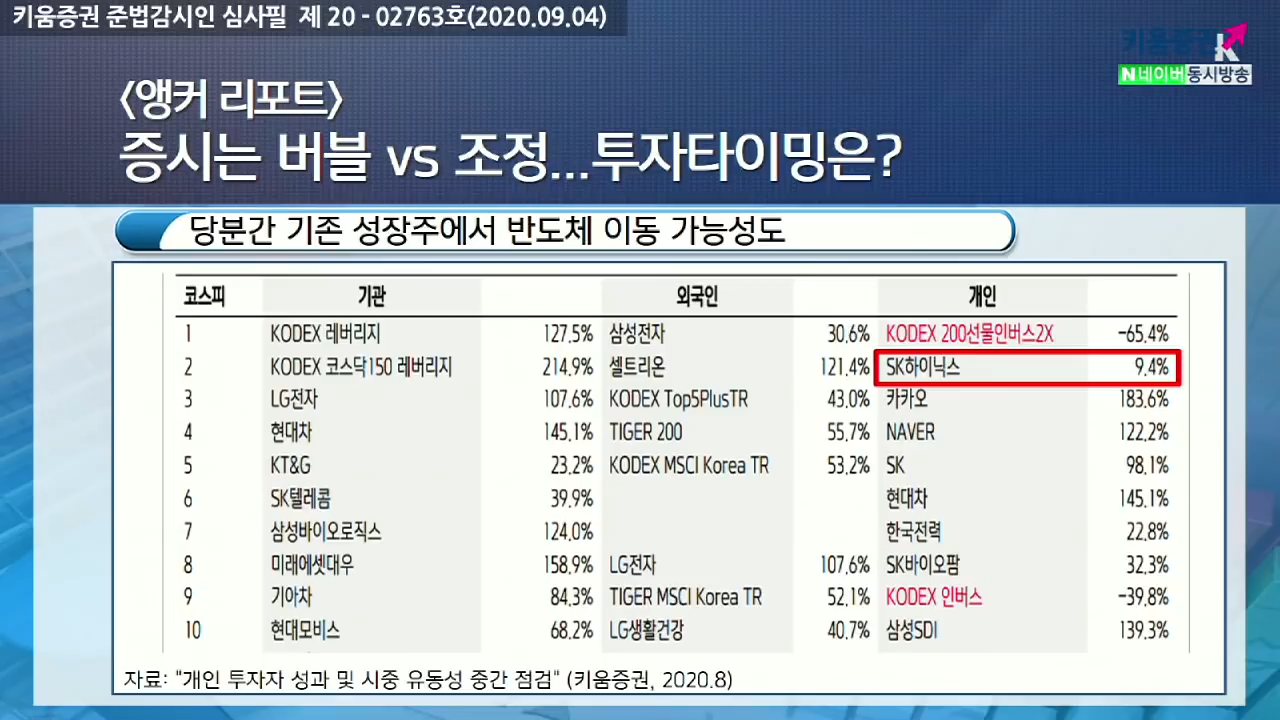 키움증권 준법감시인 심사필 제 20 - 02763호(2020.09.04)
키움증권
N 네이버 동시방송
<앵커 리포트>
증시는 버블 vs 조정...투자타이밍은?
당분간 기존 성장주에서 반도체 이동 가능성도
코스피 기관 외국인 개인
1 KODEX 레버리지 127.5% 삼성전자 30.6% KODEX 200선물인버스2X -65.4%
2 KODEX 코스닥150 레버리지 214.9% 셀트리온 121.4% SK하이닉스 9.4%
3 LG전자 107.6% KODEX Top5PlusTR 43.0% 카카오 183.6%
4 현대차 145.1% TIGER 200 55.7% NAVER 122.2%
5 KT&G 23.2% KODEX MSCI Korea TR 53.2% SK 98.1%
6 SK텔레콤 39.9% 현대차 145.1%
7 삼성바이오로직스 124.0% 한국전력 22.8%
8 미래에셋대우 158.9% LG전자 107.6% SK바이오팜 32.3%
9 기아차 84.3% TIGER MSCI Korea TR 52.1% KODEX 인버스 -39.8%
10 현대모비스 68.2% LG생활건강 40.7% 삼성SDI 139.3%
자료: "개인 투자자 성과 및 시중 유동성 중간 점검" (키움증권, 2020.8)